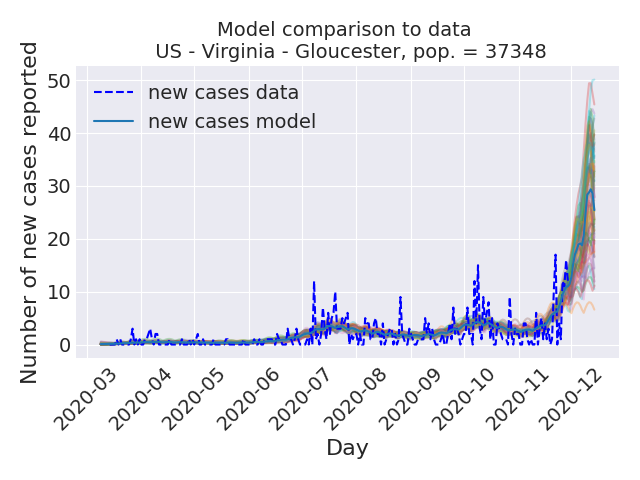 Model comparison to data
US - Virginia - Gloucester, pop. = 37348
Number of new cases reported
50
40
30
20
10
0
new cases data
new cases model
2020-03
2020-04
2020-05
2020-06
2020-07
2020-08
2020-09
2020-10
2020-11
2020-12
Day